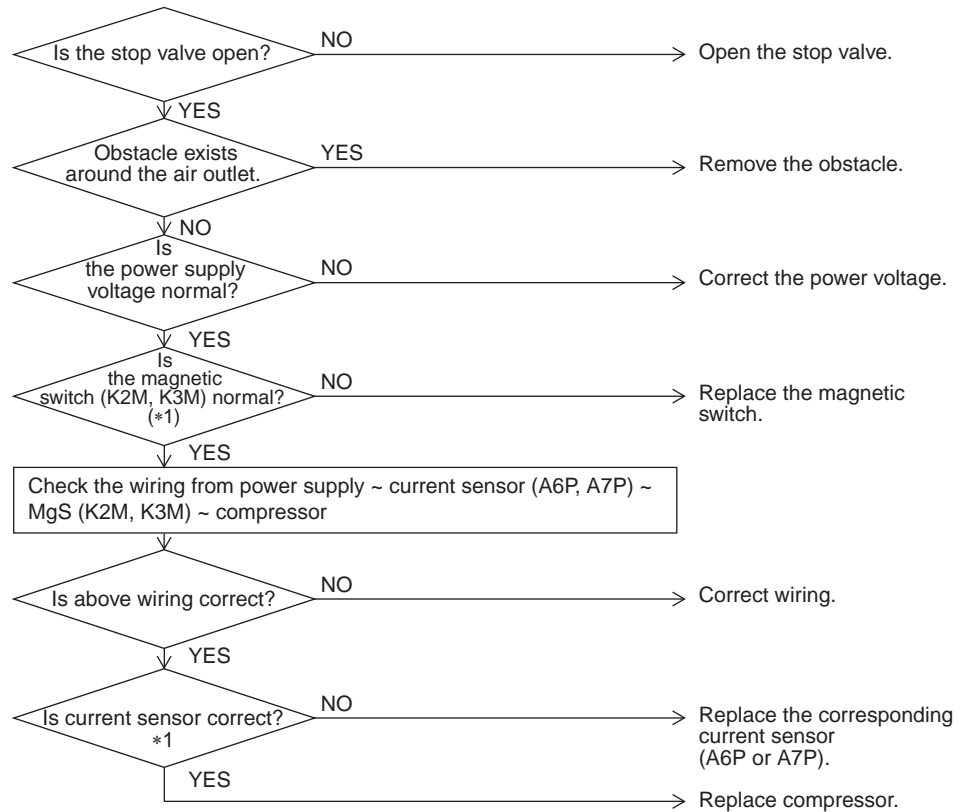 Is the stop valve open?
NO
Open the stop valve.
YES
Obstacle exists
around the air outlet.
YES
Remove the obstacle.
NO
Is
the power supply
voltage normal?
NO
Correct the power voltage.
YES
Is
the magnetic
switch (K2M, K3M) normal?
(*1)
NO
Replace the magnetic
switch.
YES
Check the wiring from power supply ~ current sensor (A6P, A7P) ~
MgS (K2M, K3M) ~ compressor
Is above wiring correct?
NO
Correct wiring.
YES
Is current sensor correct?
*1
NO
Replace the corresponding
current sensor
(A6P or A7P).
YES
Replace compressor.